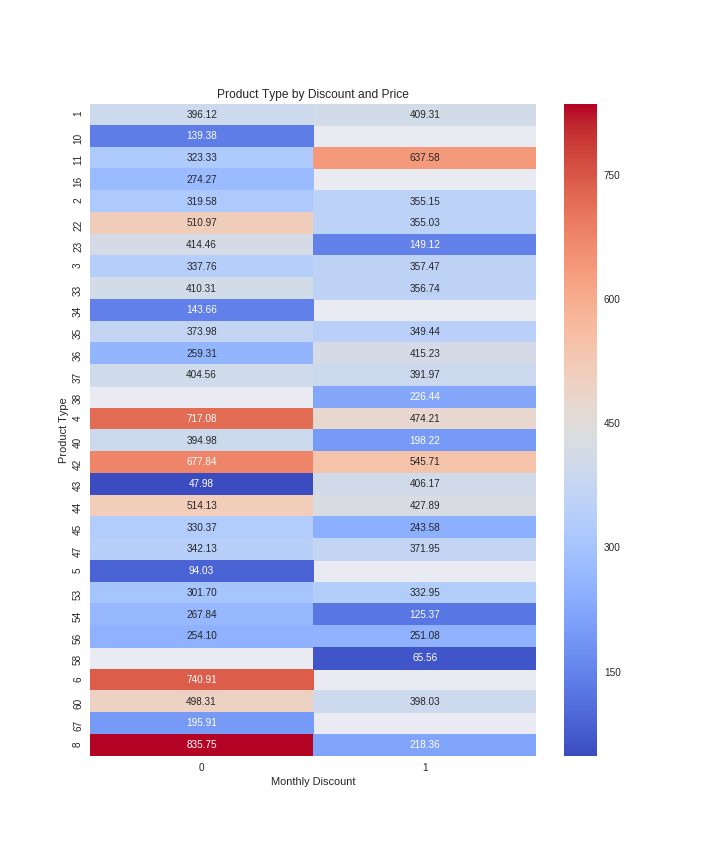 Product Type by Discount and Price
1 396.12 409.31
10 139.38
11 323.33 637.58
750
16 274.27
2 319.58 355.15
22 510.97 355.03
23 414.46 149.12
3 337.76 357.47
33 410.31 356.74
600
34 143.66
35 373.98 349.44
36 259.31 415.23
37 404.56 391.97
38 226.44
4 717.08 474.21
450
Product Type
40 394.98 198.22
42 677.84 545.71
43 47.98 406.17
44 514.13 427.89
45 330.37 243.58
47 342.13 371.95
300
5 94.03
53 301.70 332.95
54 267.84 125.37
56 254.10 251.08
58 65.56
150
6 740.91
60 498.31 398.03
67 195.91
8 835.75 218.36
0 1
Monthly Discount